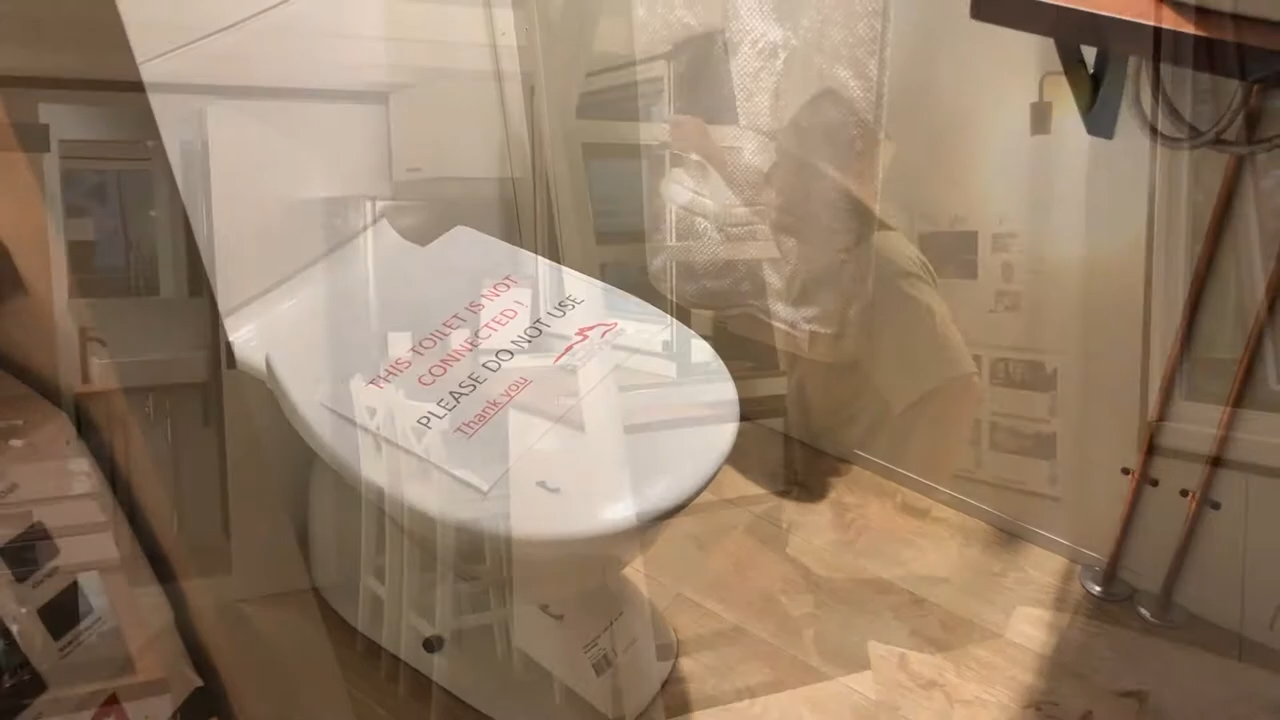 THIS TOILET IS NOT
CONNECTED !
PLEASE DO NOT USE
Thank you